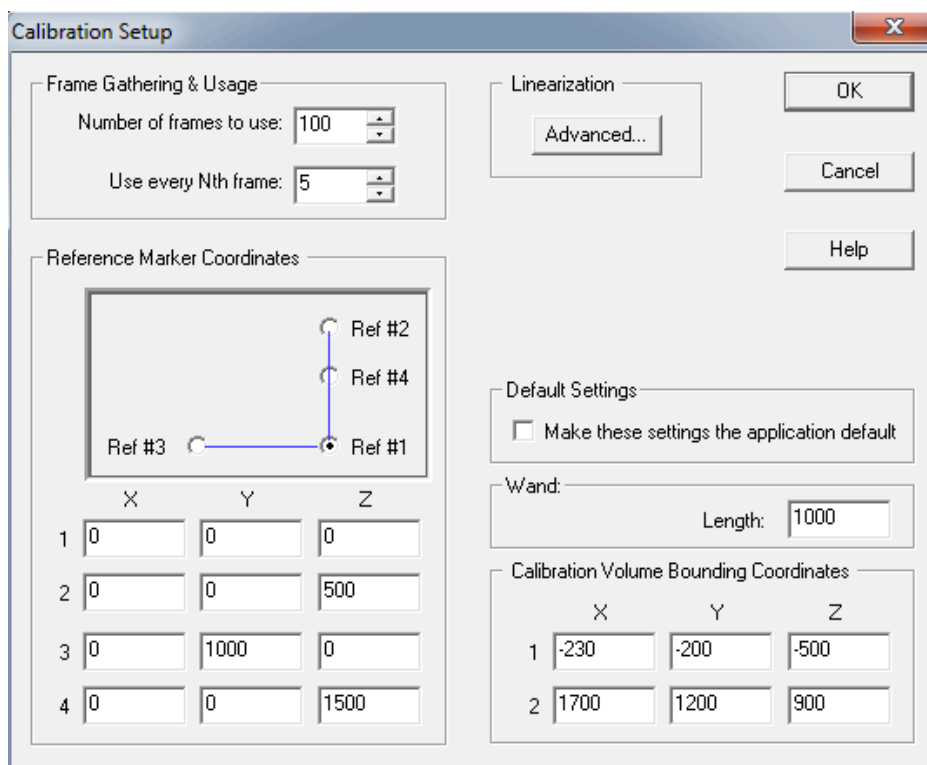 Calibration Setup
Frame Gathering & Usage
Number of frames to use: 100
Use every Nth frame: 5
Linearization
Advanced...
OK
Cancel
Help
Reference Marker Coordinates
Ref #2
Ref #4
Ref #3 Ref #1
X Y Z
1 0 0 0
2 0 0 500
3 0 1000 0
4 0 0 1500
Default Settings
Make these settings the application default
Wand:
Length: 1000
Calibration Volume Bounding Coordinates
X Y Z
1 -230 -200 -500
2 1700 1200 900